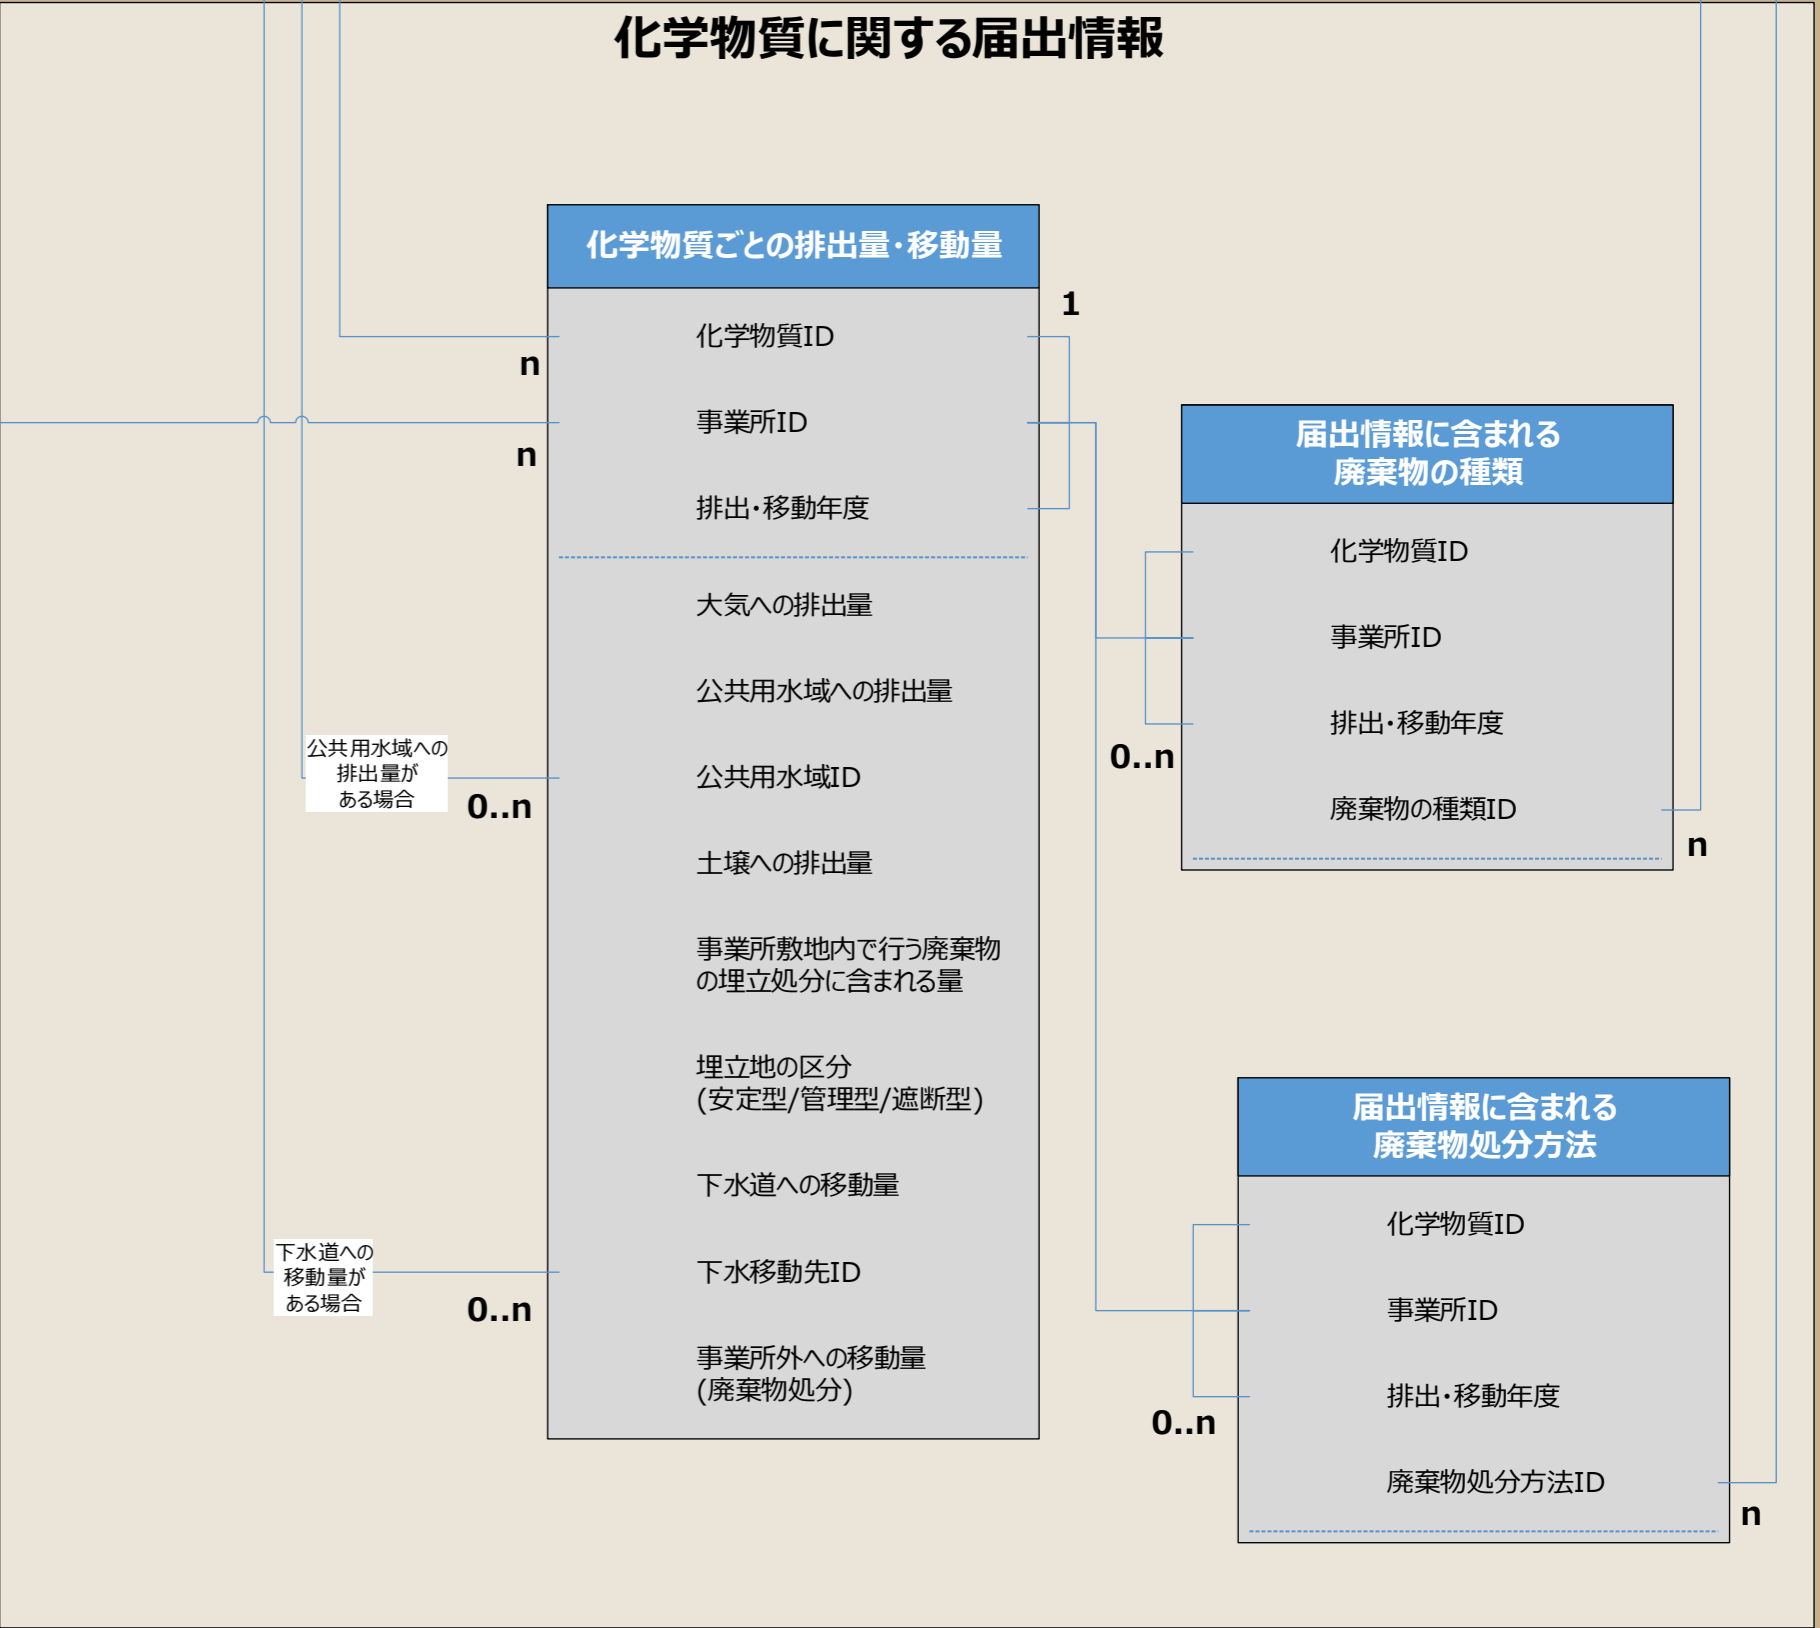 化学物質に関する届出情報
化学物質ごとの排出量・移動量
1
化学物質ID
n
事業所ID
n
排出・移動年度
大気への排出量
公共用水域への排出量
公共用水域への
排出量が
ある場合
公共用水域ID
0..n
土壌への排出量
事業所敷地内で行う廃棄物
の埋立処分に含まれる量
埋立地の区分
(安定型/管理型/遮断型)
下水道への移動量
下水道への
移動量が
ある場合
下水移動先ID
0..n
事業所外への移動量
(廃棄物処分)
届出情報に含まれる
廃棄物の種類
化学物質ID
事業所ID
排出・移動年度
0..n
廃棄物の種類ID
n
届出情報に含まれる
廃棄物処分方法
化学物質ID
事業所ID
排出・移動年度
0..n
廃棄物処分方法ID
n